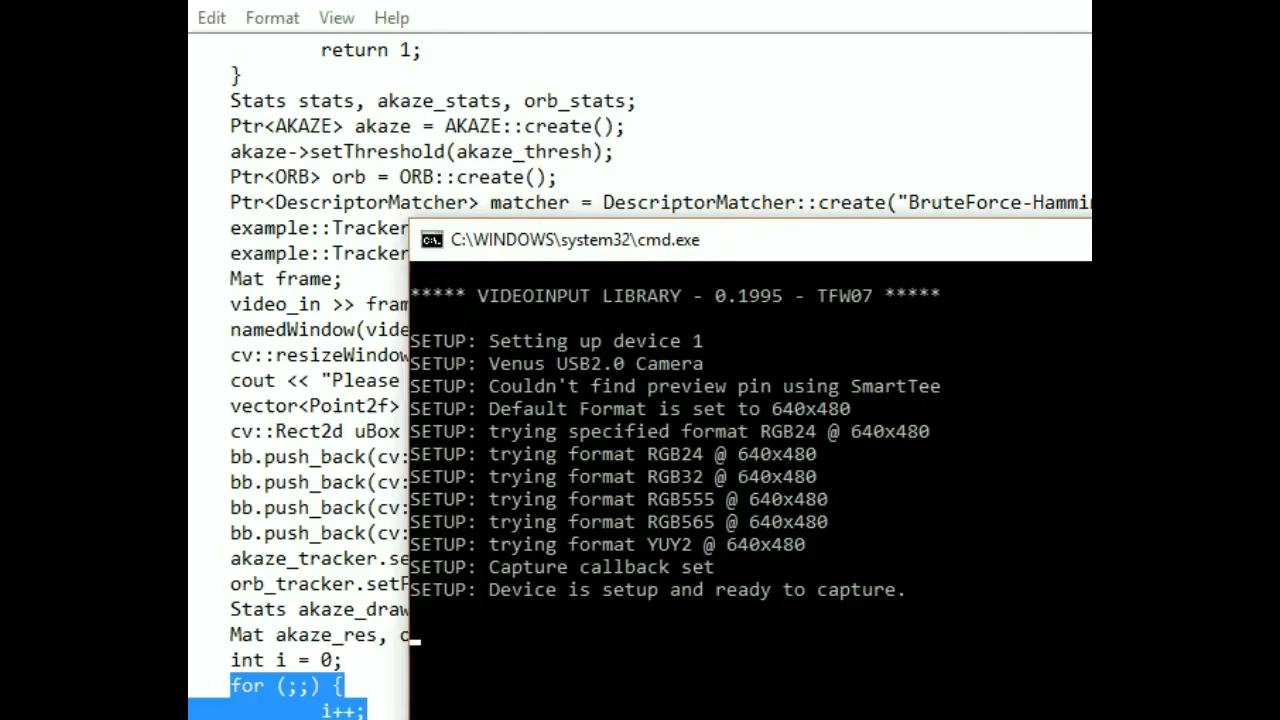 Edit Format View Help
return 1;
}
Stats stats, akaze_stats, orb_stats;
Ptr<AKAZE> akaze = AKAZE::create();
akaze->setThreshold(akaze_thresh);
Ptr<ORB> orb = ORB::create();
Ptr<DescriptorMatcher> matcher = DescriptorMatcher::create("BruteForce-Hammin
example::Tracker
example::Tracker
Mat frame;
video_in >> fram
namedWindow(vide
cv::resizeWindow
cout << "Please
vector<Point2f>
cv::Rect2d uBox
bb.push_back(cv:
bb.push_back(cv:
bb.push_back(cv:
bb.push_back(cv:
akaze_tracker.se
orb_tracker.setF
Stats akaze_draw
Mat akaze_res, o
int i = 0;
for (;;) {
i++;
C:\WINDOWS\system32\cmd.exe
***** VIDEOINPUT LIBRARY - 0.1995 - TFW07 *****
SETUP: Setting up device 1
SETUP: Venus USB2.0 Camera
SETUP: Couldn't find preview pin using SmartTee
SETUP: Default Format is set to 640x480
SETUP: trying specified format RGB24 @ 640x480
SETUP: trying format RGB24 @ 640x480
SETUP: trying format RGB32 @ 640x480
SETUP: trying format RGB555 @ 640x480
SETUP: trying format RGB565 @ 640x480
SETUP: trying format YUY2 @ 640x480
SETUP: Capture callback set
SETUP: Device is setup and ready to capture.